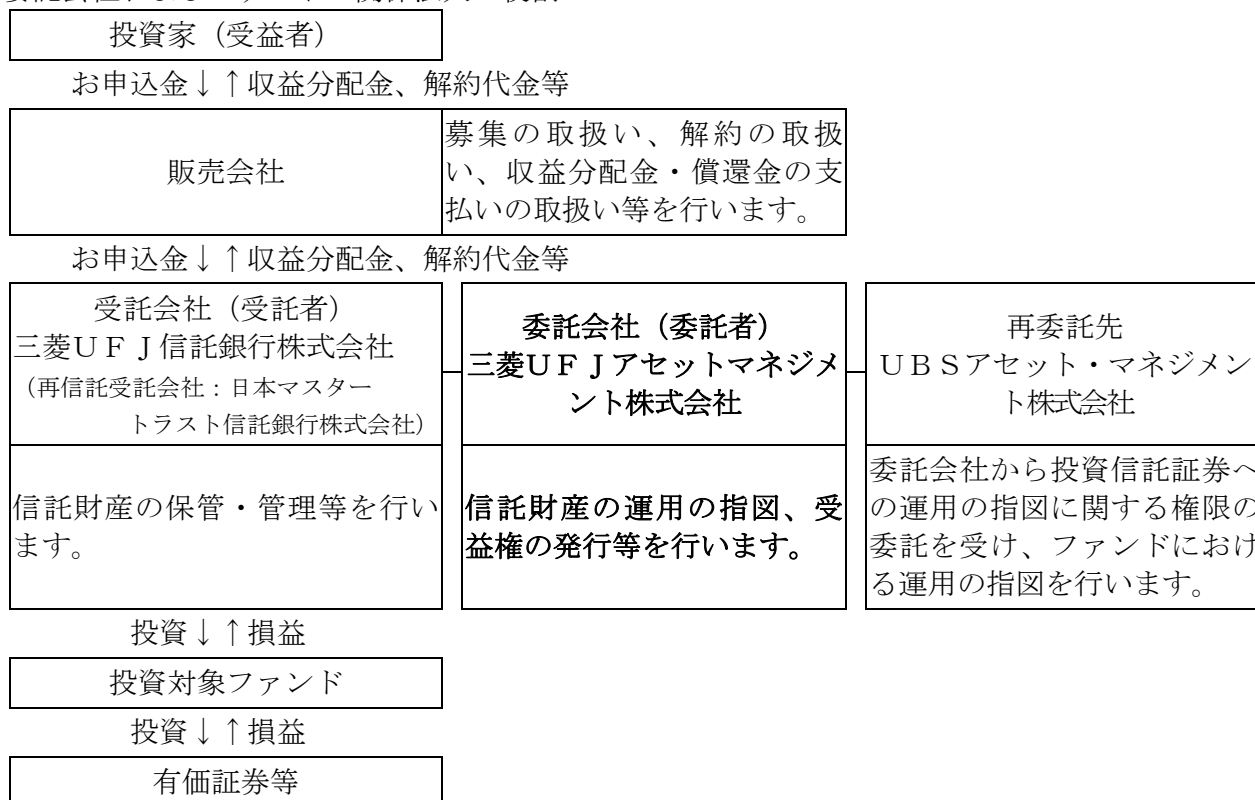 投資家（受益者）
お申込金↓↑収益分配金、解約代金等
販売会社
募集の取扱い、解約の取扱
い、収益分配金・償還金の支
払いの取扱い等を行います。
お申込金↓↑収益分配金、解約代金等
受託会社（受託者）
三菱ＵＦＪ信託銀行株式会社
（再信託受託会社：日本マスター
トラスト信託銀行株式会社）
委託会社（委託者）
三菱ＵＦＪアセットマネジメ
ント株式会社
再委託先
ＵＢＳアセット・マネジメン
ト株式会社
信託財産の保管・管理等を行い
ます。
信託財産の運用の指図、受
益権の発行等を行います。
委託会社から投資信託証券へ
の運用の指図に関する権限の
委託を受け、ファンドにおけ
る運用の指図を行います。
投資↓↑損益
投資対象ファンド
投資↓↑損益
有価証券等